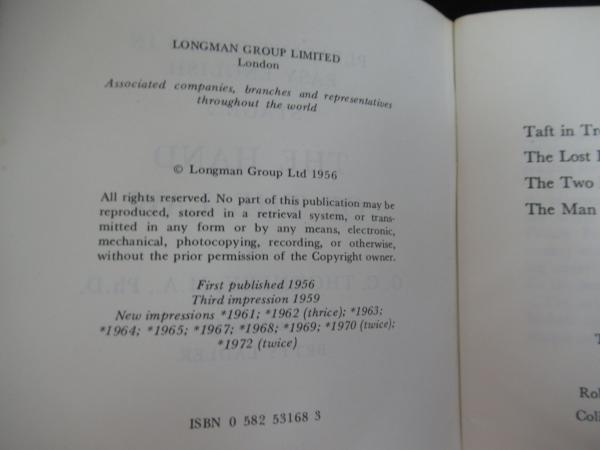 LONGMAN GROUP LIMITED
London
Associated companies, branches and representatives
throughout the world
© Longman Group Ltd 1956
All rights reserved. No part of this publication may be
reproduced, stored in a retrieval system, or trans-
mitted in any form or by any means, electronic,
mechanical, photocopying, recording, or otherwise,
without the prior permission of the Copyright owner.
First published 1956
Third impression 1959
New impressions *1961; *1962 (thrice); *1963;
*1964; *1965; *1967; *1968; *1969; *1970 (twice);
*1972 (twice)
ISBN 0 582 53168 3
Taft in
The Lost
The Two
The Man